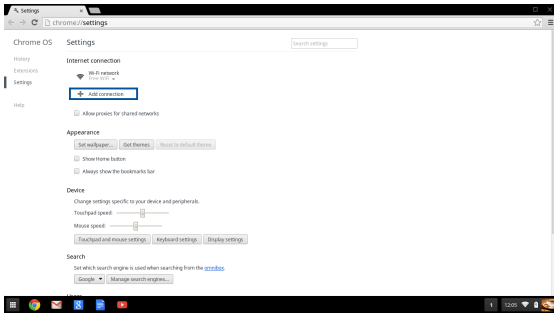 Settings
chrome://settings
Chrome OS
Settings
Search settings
History
Extensions
Settings
Help
Internet connection
Wi-Fi network
Free WiFi
Add connection
Allow proxies for shared networks
Appearance
Set wallpaper... Get themes Reset to default theme
Show Home button
Always show the bookmarks bar
Device
Change settings specific to your device and peripherals.
Touchpad speed:
Mouse speed:
Touchpad and mouse settings Keyboard settings Display settings
Search
Set which search engine is used when searching from the omnibox.
Google Manage search engines...
8
1 12:05